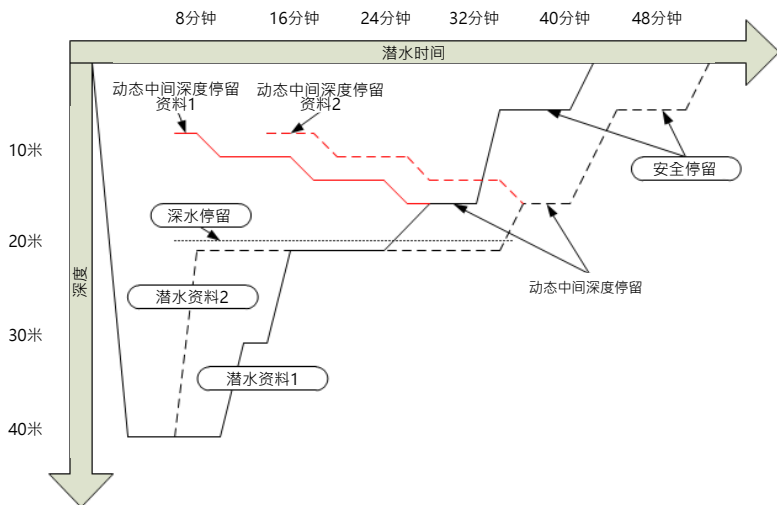 8分钟
16分钟
24分钟
32分钟
40分钟
48分钟
潜水时间
动态中间深度停留
资料1
动态中间深度停留
资料2
10米
安全停留
深水停留
20米
深度
动态中间深度停留
潜水资料2
30米
潜水资料1
40米